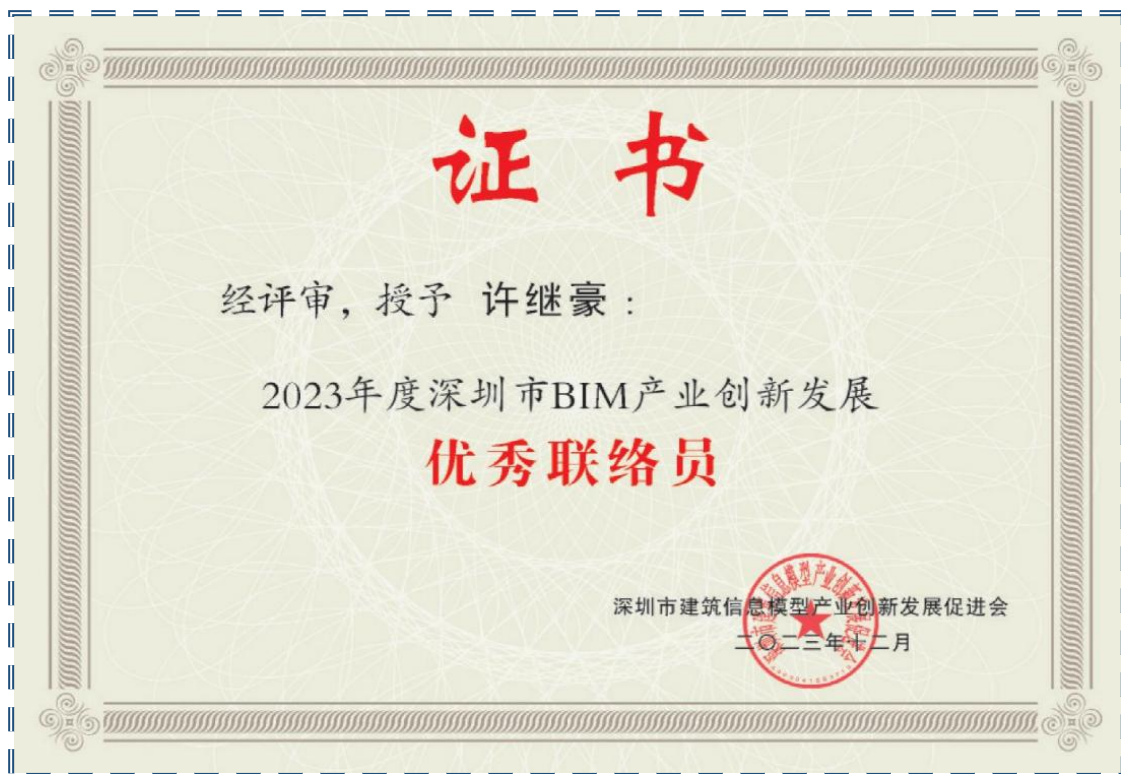 证 书
经评审，授予 许继豪：
2023年度深圳市BIM产业创新发展
优秀联络员
深圳市建筑信息模型产业创新发展促进会
二〇二三年十二月